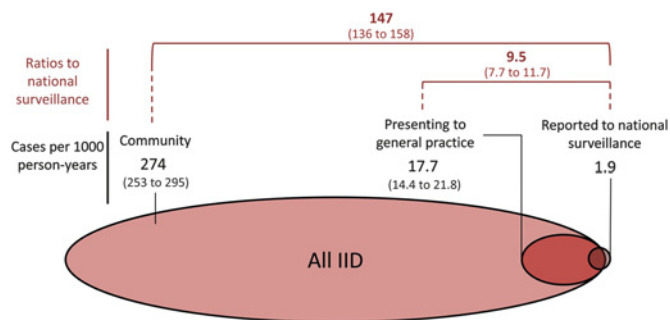 147
(136 to 158)
9.5
(7.7 to 11.7)
Ratios to
national
surveillance
Cases per 1000
person-years
Community
274
(253 to 295)
Presenting to
general practice
17.7
(14.4 to 21.8)
Reported to national
surveillance
1.9
All IID